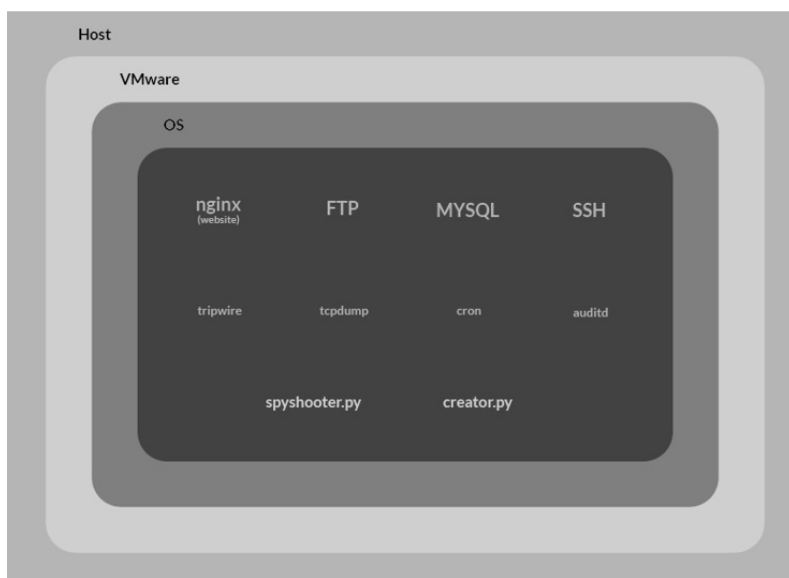 Host
VMware
OS
nginx FTP MYSQL SSH
(website)
tripwire tcpdump cron auditd
spyshooter.py creator.py